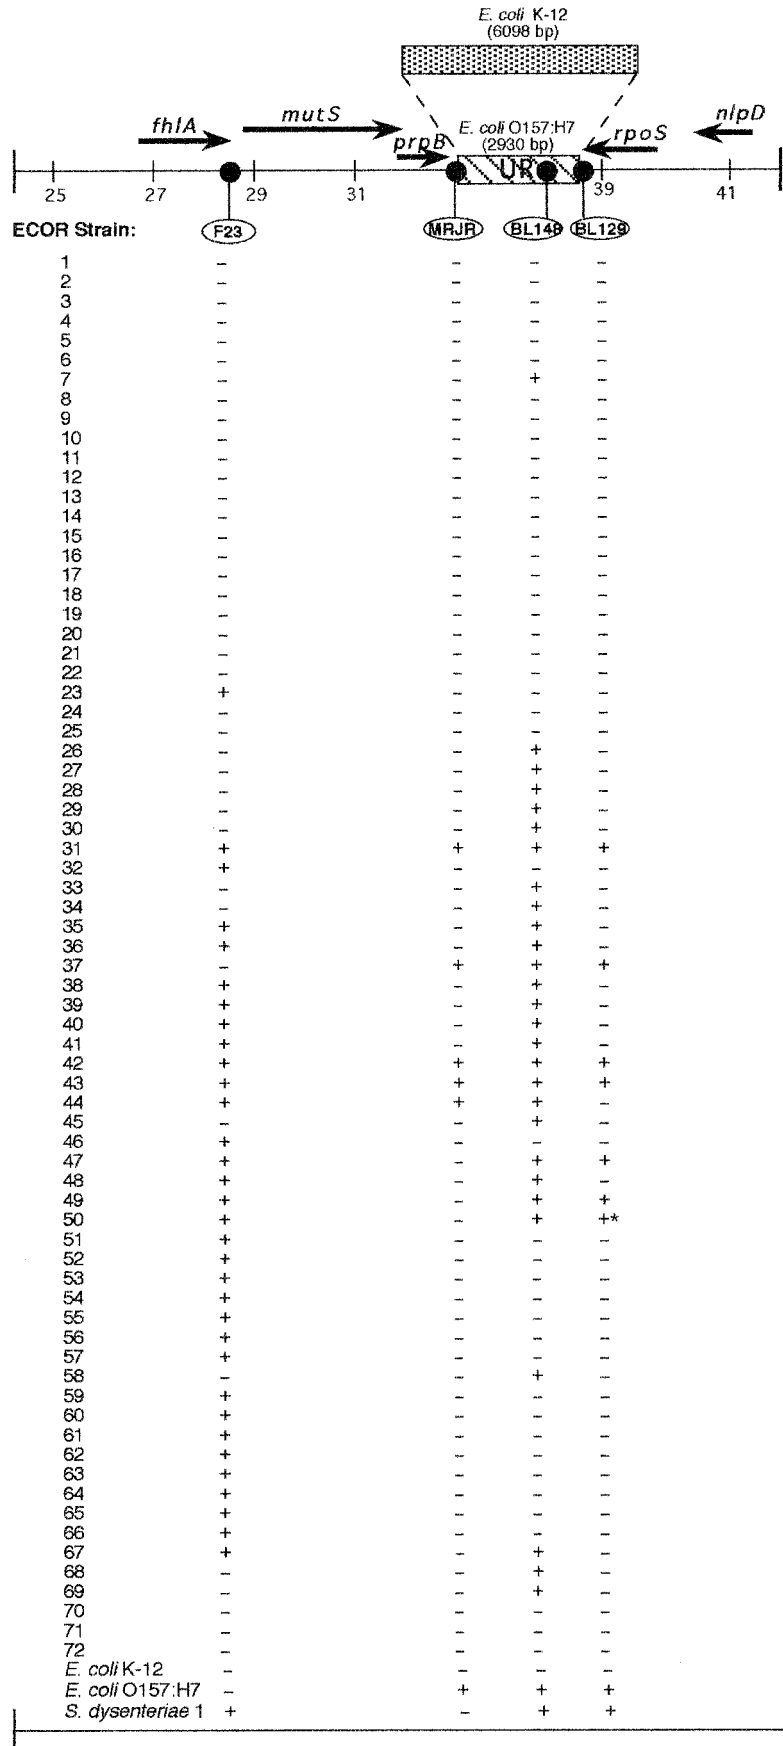 E. coli K-12
(6098 bp)
fhlA
mutS
prpB
E. coli O157:H7
(2930 bp)
rpoS
nlpD
UR
25 27 29 31 39 41
ECOR Strain: F23 MRJR BL148 BL129
1 – – – –
2 – – – –
3 – – – –
4 – – – –
5 – – – –
6 – – – –
7 – – + –
8 – – – –
9 – – – –
10 – – – –
11 – – – –
12 – – – –
13 – – – –
14 – – – –
15 – – – –
16 – – – –
17 – – – –
18 – – – –
19 – – – –
20 – – – –
21 – – – –
22 – – – –
23 + – – –
24 – – – –
25 – – – –
26 – – + –
27 – – + –
28 – – + –
29 – – + –
30 – – + –
31 + + + +
32 + – – –
33 – – + –
34 – – + –
35 + – + –
36 + – + –
37 – + + +
38 + – + –
39 + – + –
40 + – + –
41 + – + –
42 + + + +
43 + + + +
44 + + + –
45 – – + –
46 + – – –
47 + – + +
48 + – + –
49 + – + +
50 + – + +*
51 + – – –
52 + – – –
53 + – – –
54 + – – –
55 + – – –
56 + – – –
57 + – – –
58 – – + –
59 + – – –
60 + – – –
61 + – – –
62 + – – –
63 + – – –
64 + – – –
65 + – – –
66 + – – –
67 + – + –
68 – – + –
69 – – + –
70 – – – –
71 – – – –
72 – – – –
E. coli K-12 – – – –
E. coli O157:H7 – + + +
S. dysenteriae 1 + – + +